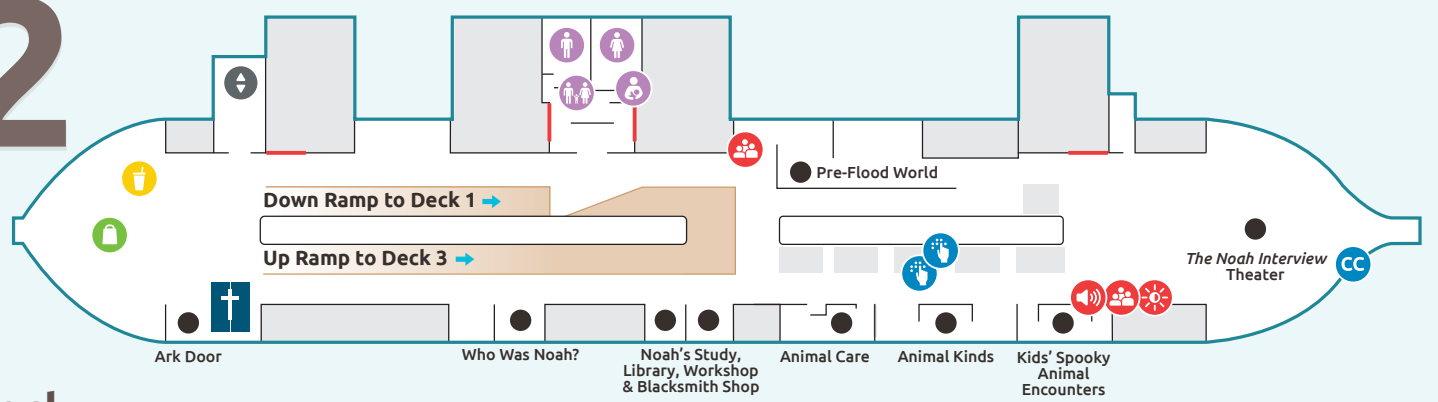 2
Pre-Flood World
Down Ramp to Deck 1
Up Ramp to Deck 3
The Noah Interview
Theater
CC
Ark Door
Who Was Noah?
Noah's Study,
Library, Workshop
& Blacksmith Shop
Animal Care
Animal Kinds
Kids' Spooky
Animal
Encounters